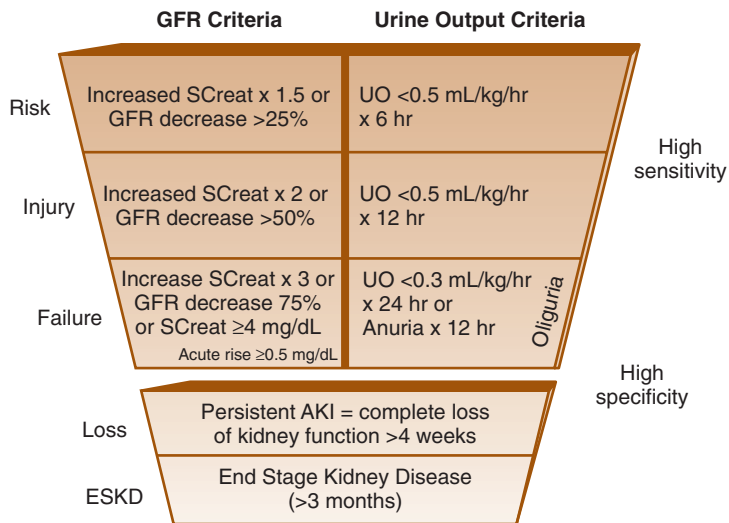 GFR Criteria
Urine Output Criteria
Risk
Increased SCreat x 1.5 or
GFR decrease >25%
UO <0.5 mL/kg/hr
x 6 hr
High
sensitivity
Injury
Increased SCreat x 2 or
GFR decrease >50%
UO <0.5 mL/kg/hr
x 12 hr
Failure
Increase SCreat x 3 or
GFR decrease 75%
or SCreat ≥4 mg/dL
Acute rise ≥0.5 mg/dL
UO <0.3 mL/kg/hr
x 24 hr or
Anuria x 12 hr
Oliguria
High
specificity
Loss
Persistent AKI = complete loss
of kidney function >4 weeks
ESKD
End Stage Kidney Disease
(>3 months)